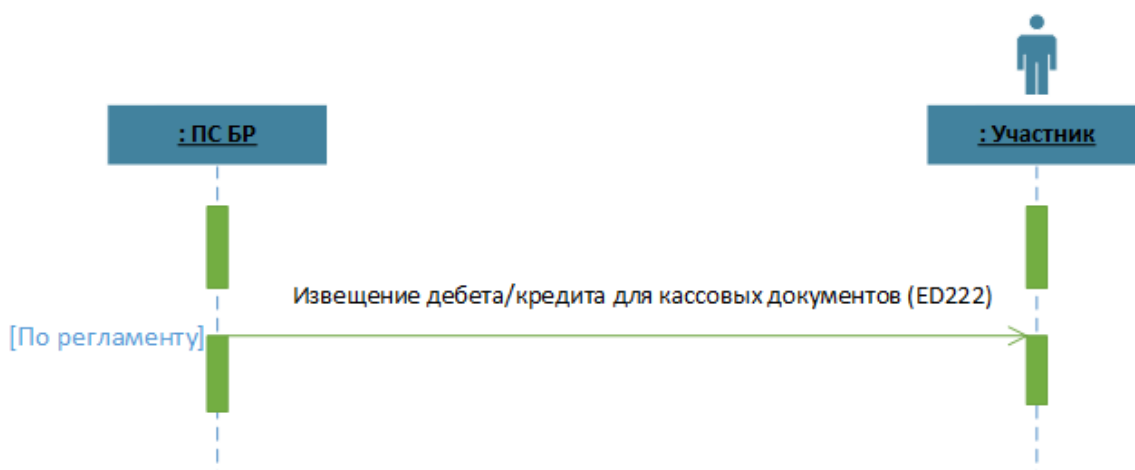 : ПС БР
: Участник
Извещение дебета/кредита для кассовых документов (ED222)
[По регламенту]